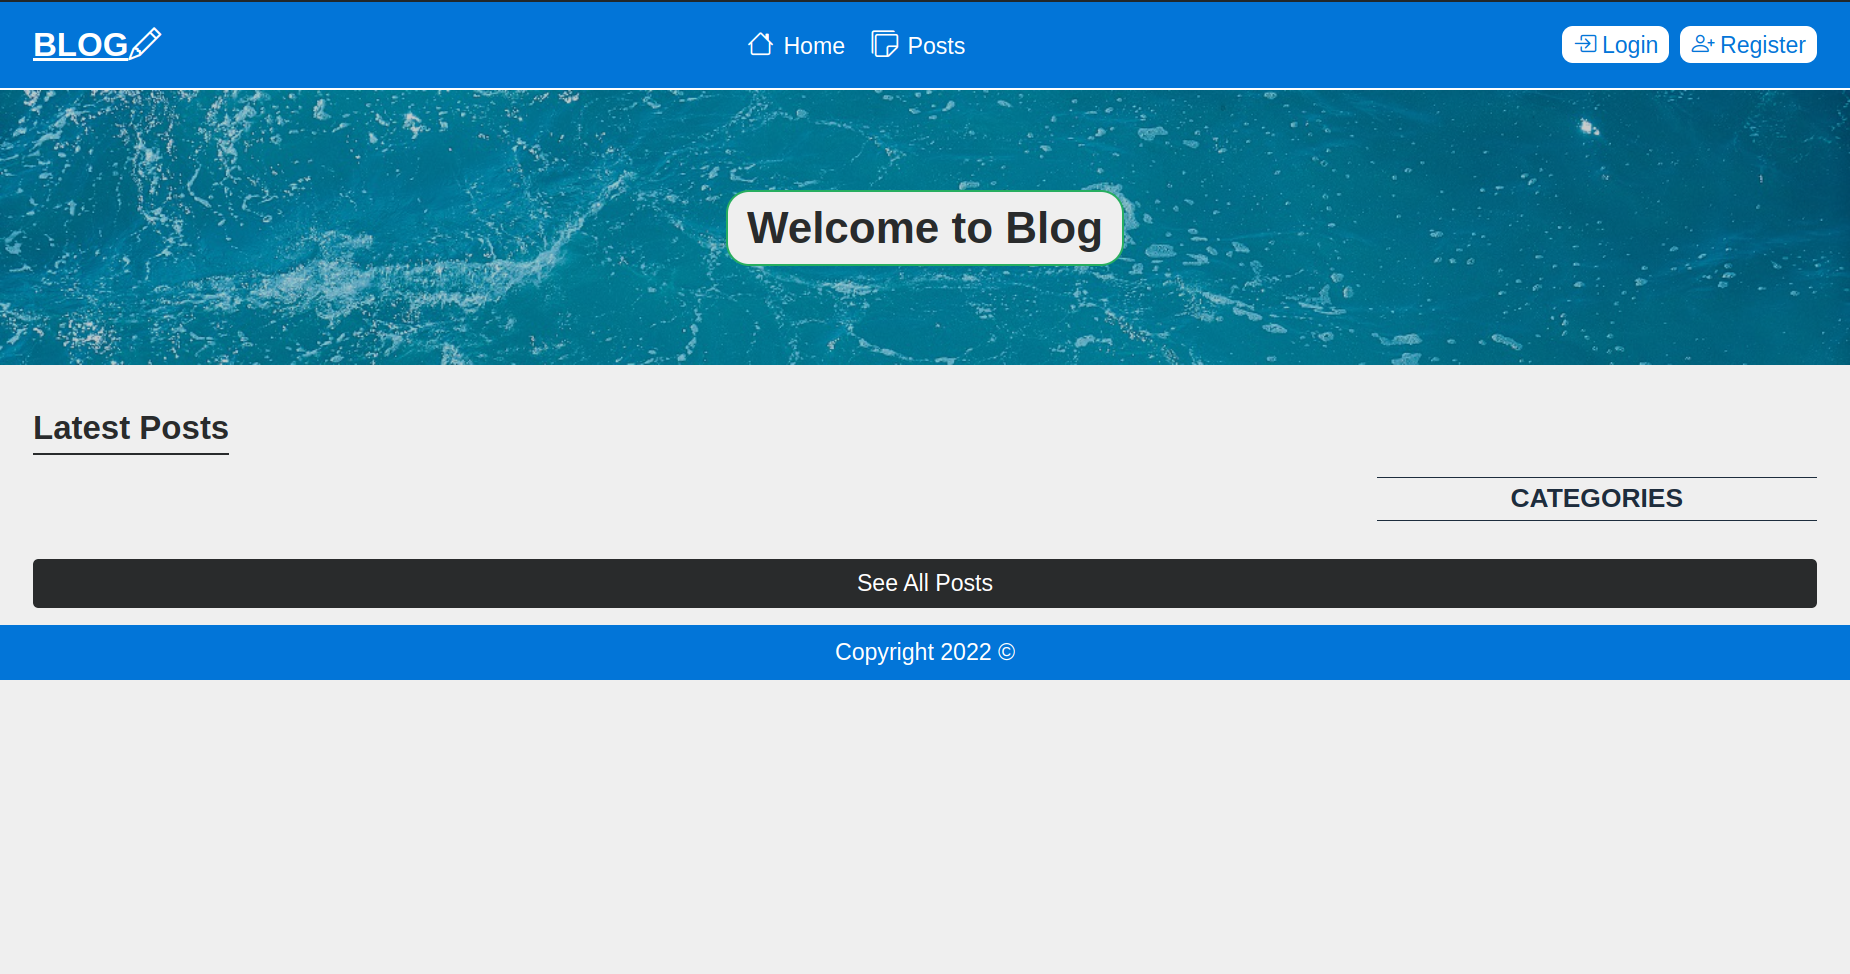 BLOG
Home
Posts
Login
Register
Welcome to Blog
Latest Posts
CATEGORIES
See All Posts
Copyright 2022 ©